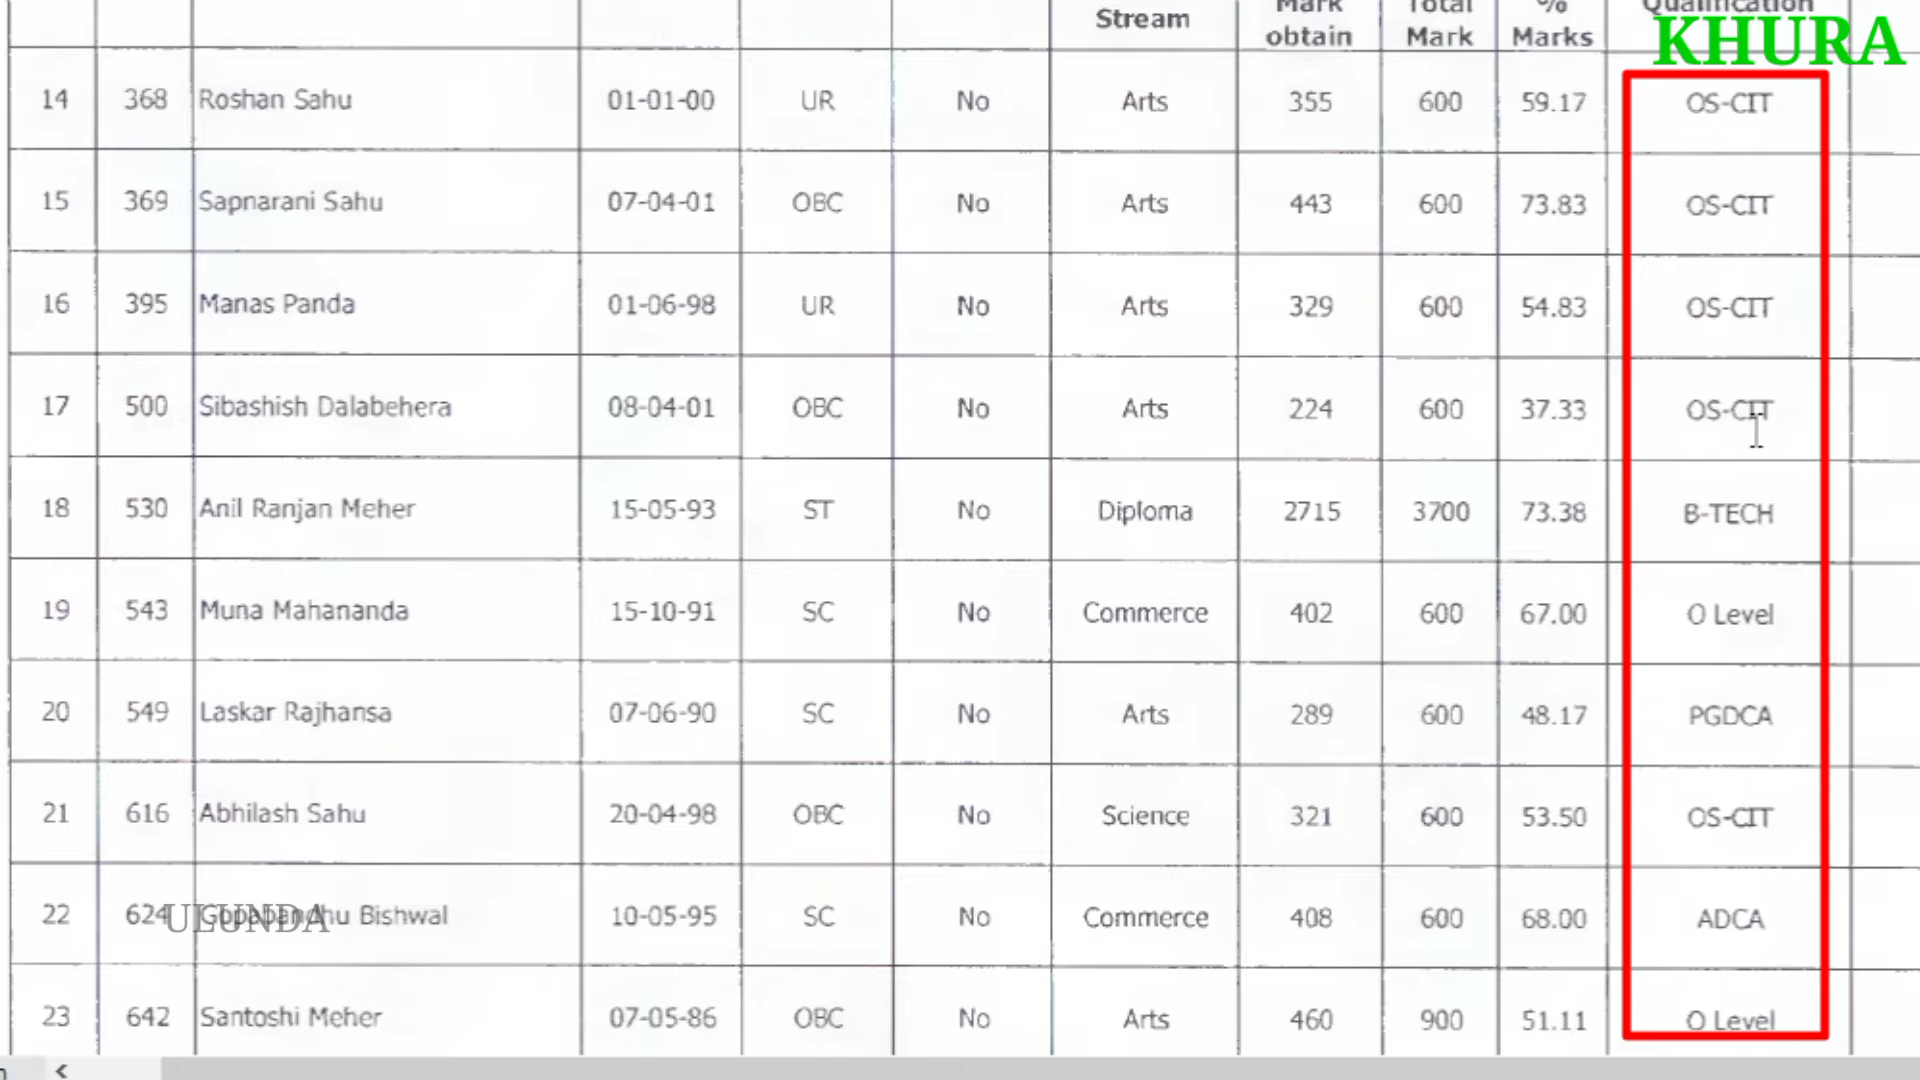 Stream Mark obtain Total Mark % Marks Qualification
KHURA
14 368 Roshan Sahu 01-01-00 UR No Arts 355 600 59.17 OS-CIT
15 369 Sapnarani Sahu 07-04-01 OBC No Arts 443 600 73.83 OS-CIT
16 395 Manas Panda 01-06-98 UR No Arts 329 600 54.83 OS-CIT
17 500 Sibashish Dalabehera 08-04-01 OBC No Arts 224 600 37.33 OS-CIT
18 530 Anil Ranjan Meher 15-05-93 ST No Diploma 2715 3700 73.38 B-TECH
19 543 Muna Mahananda 15-10-91 SC No Commerce 402 600 67.00 O Level
20 549 Laskar Rajhansa 07-06-90 SC No Arts 289 600 48.17 PGDCA
21 616 Abhilash Sahu 20-04-98 OBC No Science 321 600 53.50 OS-CIT
22 624 Gopabandhu Bishwal 10-05-95 SC No Commerce 408 600 68.00 ADCA
ULUNDA
23 642 Santoshi Meher 07-05-86 OBC No Arts 460 900 51.11 O Level